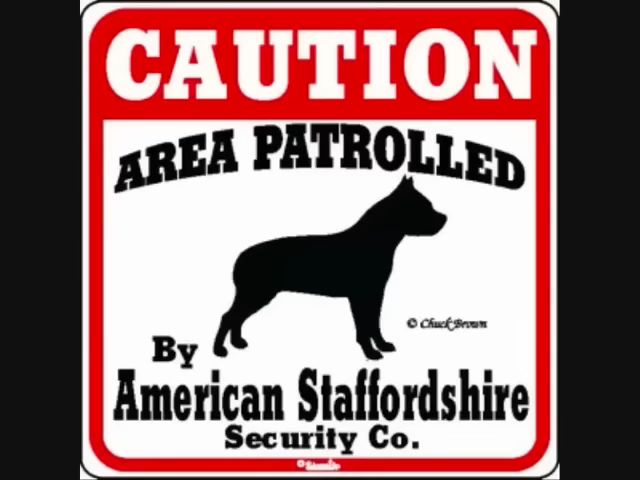 CAUTION
AREA PATROLLED
© Chuck Brown
By
American Staffordshire
Security Co.